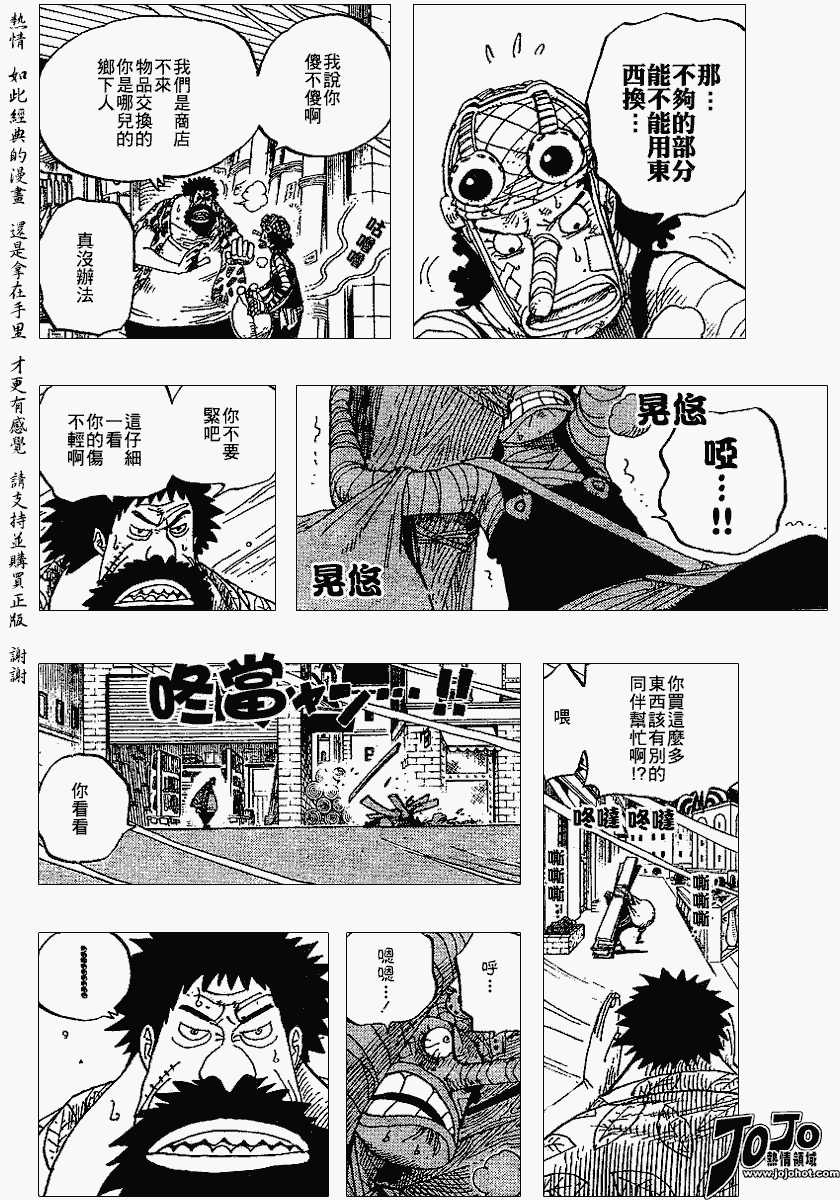 那…
不夠的部分
能不能用東
西換…
我說你
傻不傻啊
我們是商店
不來
物品交換的
你是哪兒的
鄉下人
咕嚕嚕
真沒辦法
晃悠
啞…!!
晃悠
你不要
緊吧
這仔細
一看
你的傷
不輕啊
你買這麼多
東西該有別的
同伴幫忙啊!?
喂
咚噠 咚噠
嘶嘶嘶
嘶嘶嘶
咚當ャン…!!
你看看
呼…
嗯嗯…!
………
熱情 如此經典的漫畫 還是拿在手里 才更有感覺 請支持並購買正版 謝謝
JOJO
熱情領域
www.jojohot.com